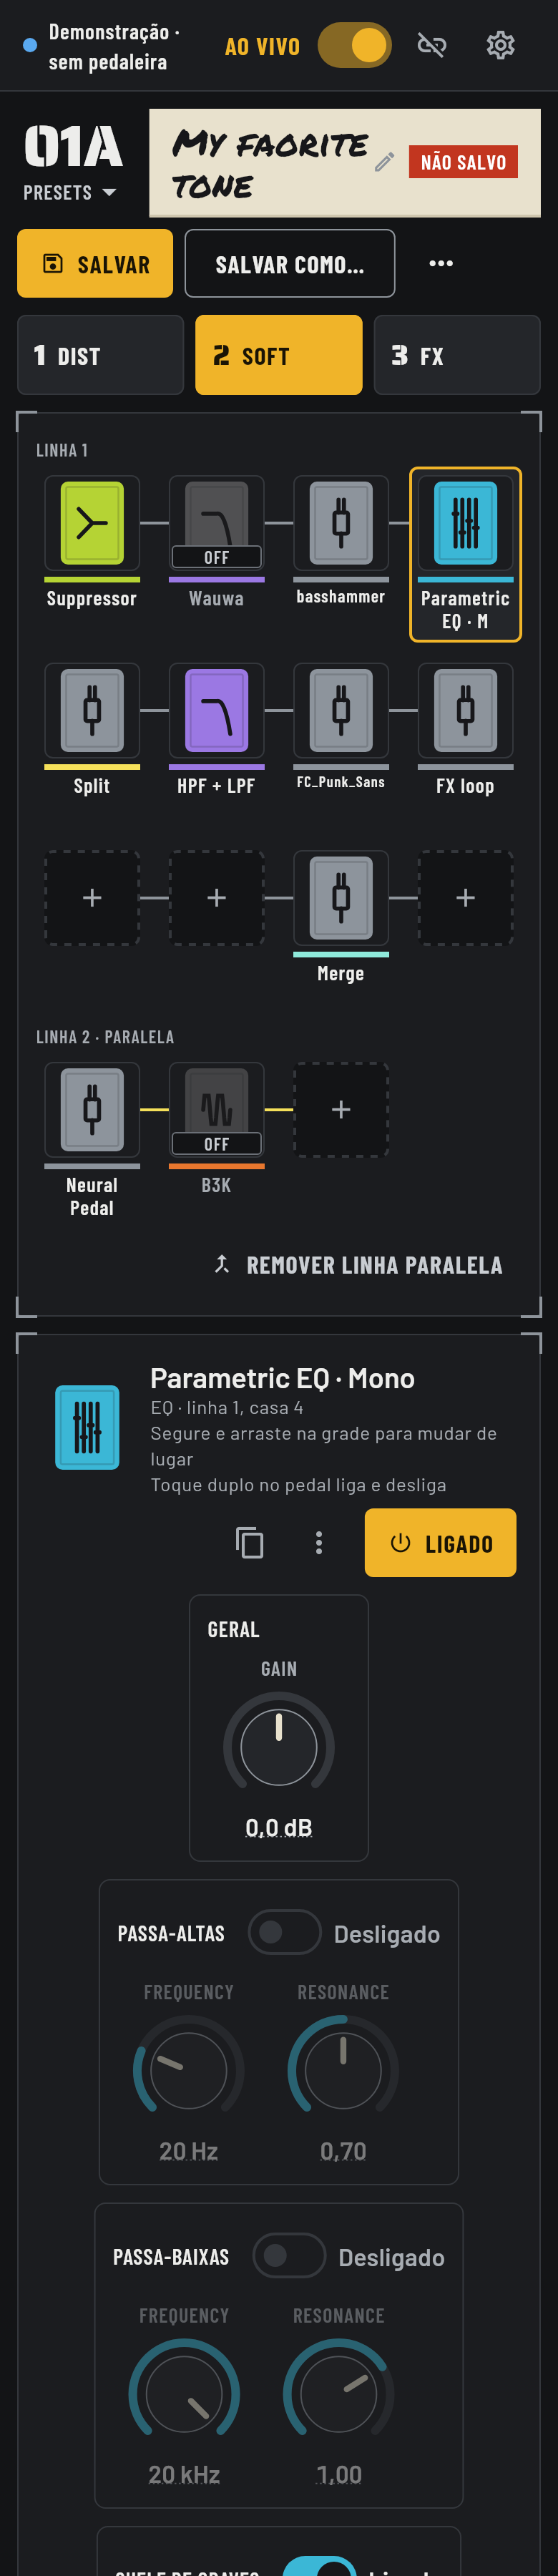 Demonstração ·
sem pedaleira
AO VIVO
01A
PRESETS
My faorite
tone
NÃO SALVO
SALVAR
SALVAR COMO...
1 DIST
2 SOFT
3 FX
LINHA 1
OFF
Suppressor
Wauwa
basshammer
Parametric
EQ · M
Split
HPF + LPF
FC_Punk_Sans
FX loop
Merge
LINHA 2 · PARALELA
OFF
Neural
Pedal
B3K
REMOVER LINHA PARALELA
Parametric EQ · Mono
EQ · linha 1, casa 4
Segure e arraste na grade para mudar de
lugar
Toque duplo no pedal liga e desliga
LIGADO
GERAL
GAIN
0,0 dB
PASSA-ALTAS
Desligado
FREQUENCY
RESONANCE
20 Hz
0,70
PASSA-BAIXAS
Desligado
FREQUENCY
RESONANCE
20 kHz
1,00